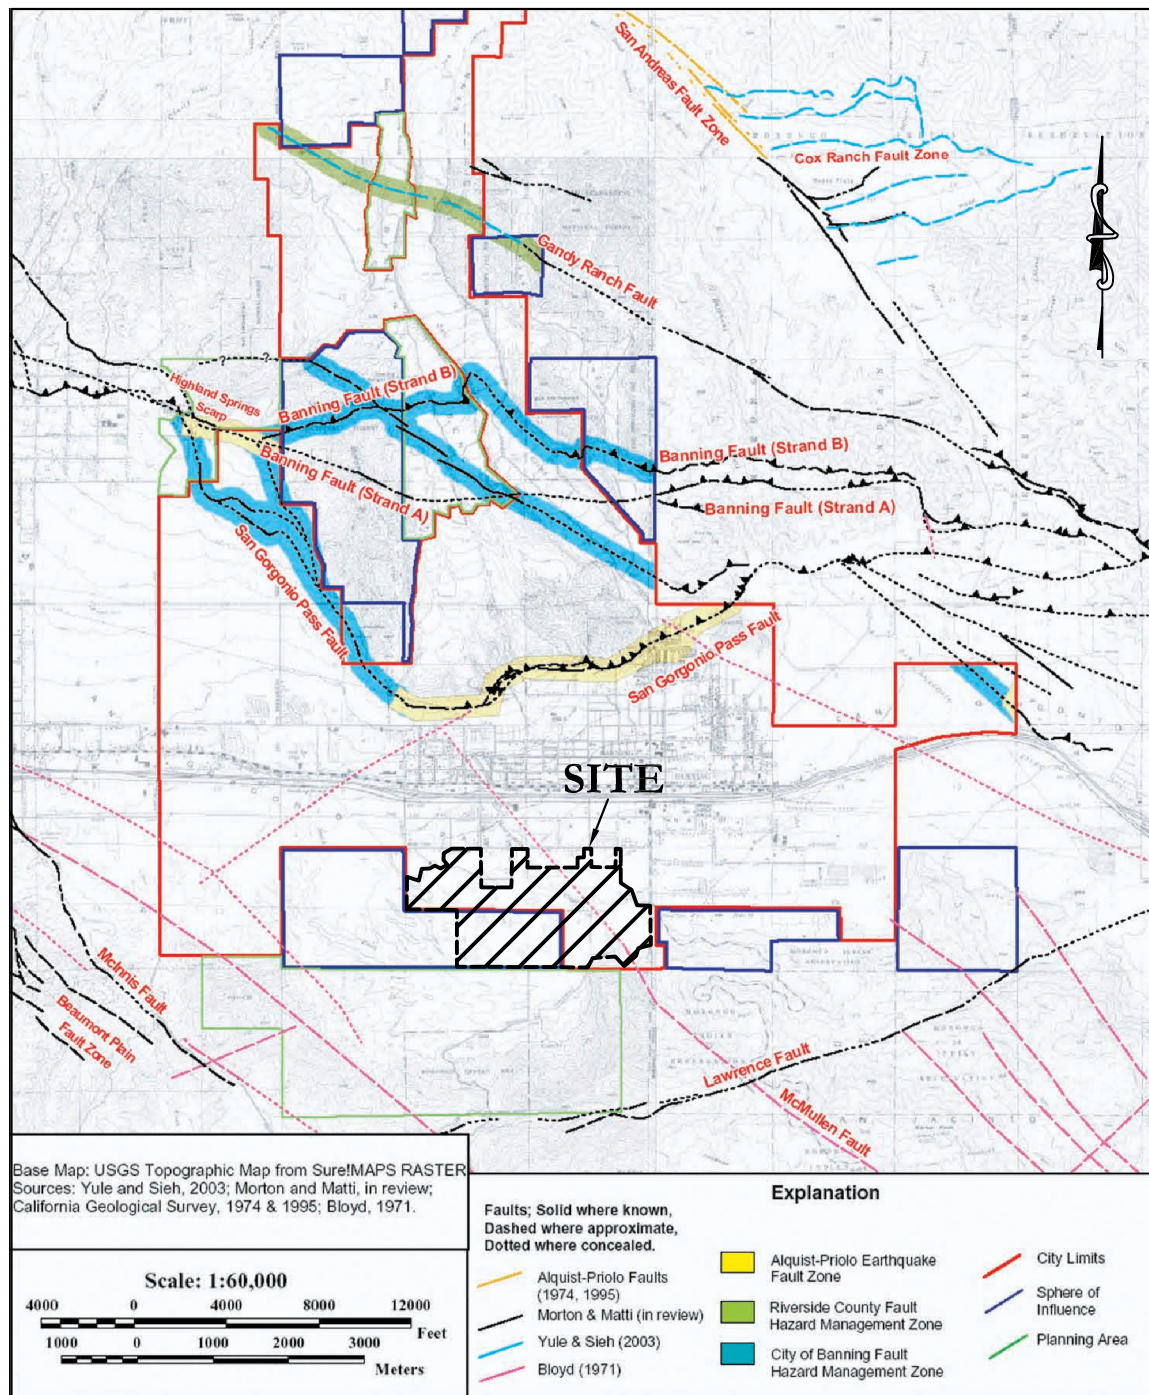 San Andreas Fault Zone
Cox Ranch Fault Zone
Gandy Ranch Fault
Highland Springs
Scarp
Banning Fault (Strand B)
Banning Fault (Strand A)
Banning Fault (Strand B)
Banning Fault (Strand A)
San Gorgonio Pass Fault
San Gorgonio Pass Fault
SITE
McInnis Fault
Beaumont Plain
Fault Zone
Lawrence Fault
McMullen Fault
Base Map: USGS Topographic Map from Sure!MAPS RASTER
Sources: Yule and Sieh, 2003; Morton and Matti, in review;
California Geological Survey, 1974 & 1995; Bloyd, 1971.
Scale: 1:60,000
4000 0 4000 8000 12000
Feet
1000 0 1000 2000 3000
Meters
Explanation
Faults; Solid where known,
Dashed where approximate,
Dotted where concealed.
Alquist-Priolo Faults
(1974, 1995)
Morton & Matti (in review)
Yule & Sieh (2003)
Bloyd (1971)
Alquist-Priolo Earthquake
Fault Zone
Riverside County Fault
Hazard Management Zone
City of Banning Fault
Hazard Management Zone
City Limits
Sphere of
Influence
Planning Area